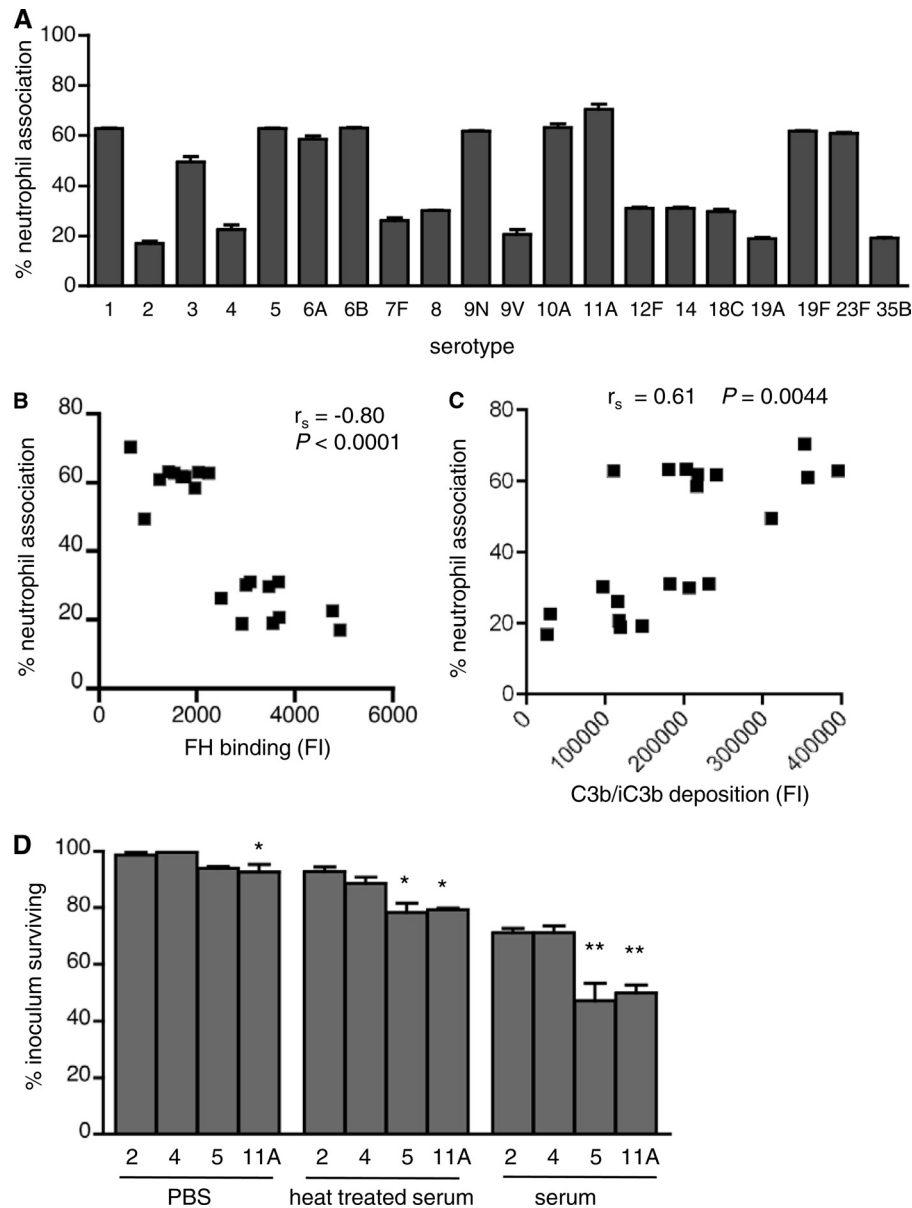 A
% neutrophil association
100
80
60
40
20
0
1 2 3 4 5 6A 6B 7F 8 9N 9V 10A 11A 12F 14 18C 19A 19F 23F 35B
serotype
B
% neutrophil association
80
60
40
20
0
rs = -0.80
P < 0.0001
0 2000 4000 6000
FH binding (FI)
C
% neutrophil association
80
60
40
20
0
rs = 0.61 P = 0.0044
0 100000 200000 300000 400000
C3b/iC3b deposition (FI)
D
% inoculum surviving
100
80
60
40
20
0
* * * ** **
2 4 5 11A 2 4 5 11A 2 4 5 11A
PBS heat treated serum serum